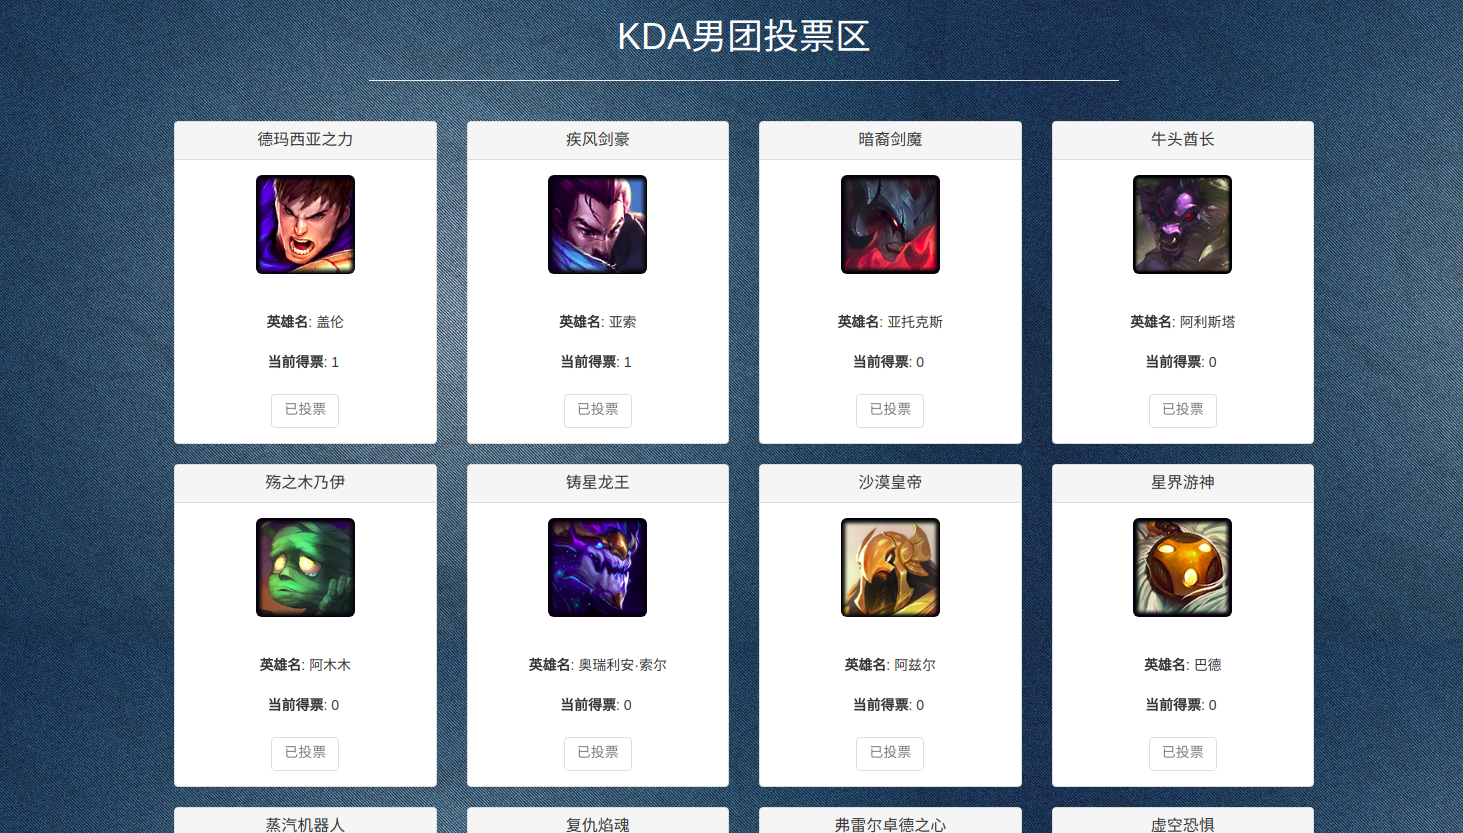 KDA男团投票区
德玛西亚之力
疾风剑豪
暗裔剑魔
牛头酋长
英雄名: 盖伦
英雄名: 亚索
英雄名: 亚托克斯
英雄名: 阿利斯塔
当前得票: 1
当前得票: 1
当前得票: 0
当前得票: 0
已投票
已投票
已投票
已投票
殇之木乃伊
铸星龙王
沙漠皇帝
星界游神
英雄名: 阿木木
英雄名: 奥瑞利安·索尔
英雄名: 阿兹尔
英雄名: 巴德
当前得票: 0
当前得票: 0
当前得票: 0
当前得票: 0
已投票
已投票
已投票
已投票
蒸汽机器人
复仇焰魂
弗雷尔卓德之心
虚空恐惧